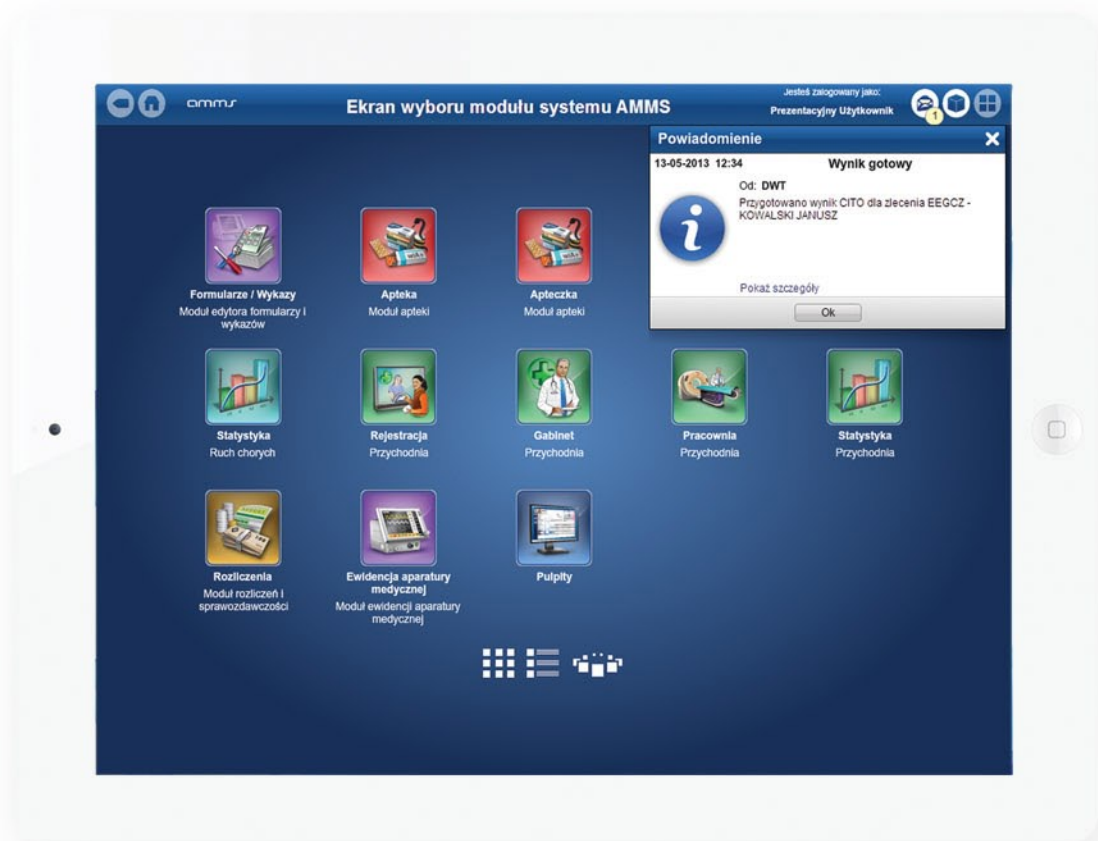 amms
Ekran wyboru modułu systemu AMMS
Jesteś zalogowany jako:
Prezentacyjny Użytkownik
1
Powiadomienie
13-05-2013 12:34 Wynik gotowy
Od: DWT
Przygotowano wynik CITO dla zlecenia EEGCZ -
KOWALSKI JANUSZ
Pokaż szczegóły
Ok
Formularze / Wykazy
Moduł edytora formularzy i
wykazów
Apteka
Moduł apteki
Apteczka
Moduł apteki
Statystyka
Ruch chorych
Rejestracja
Przychodnia
Gabinet
Przychodnia
Pracownia
Przychodnia
Statystyka
Przychodnia
Rozliczenia
Moduł rozliczeń i
sprawozdawczości
Ewidencja aparatury
medycznej
Moduł ewidencji aparatury
medycznej
Pulpity